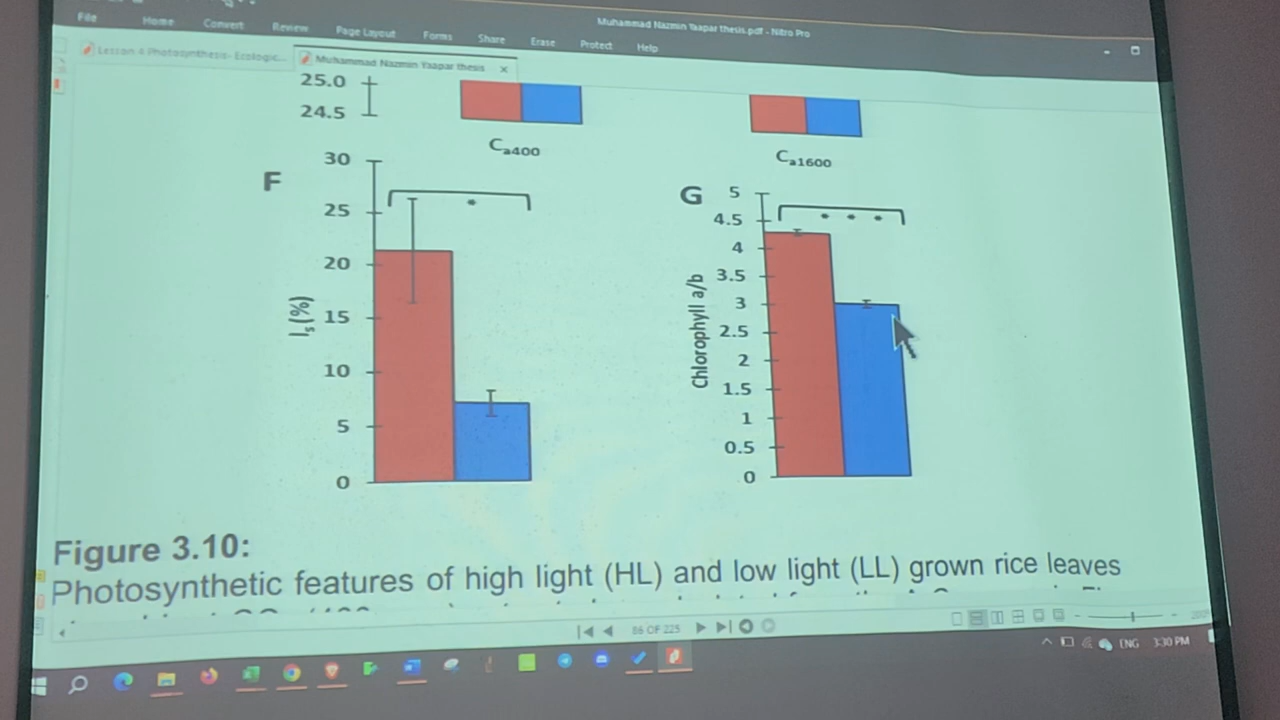 Muhammad Nazmin Yaapar thesis.pdf - Nitro Pro
File Home Convert Review Page Layout Forms Share Erase Protect Help
Lesson 4 Photosynthesis- Ecologic... Muhammad Nazmin Yaapar thesis ×
25.0
24.5
Ca400 Ca1600
F
30
25
20
15
10
5
0
Is (%)
*
G
5
4.5
4
3.5
3
2.5
2
1.5
1
0.5
0
Chlorophyll a/b
* * *
Figure 3.10:
Photosynthetic features of high light (HL) and low light (LL) grown rice leaves
86 OF 225
ENG 3:30 PM